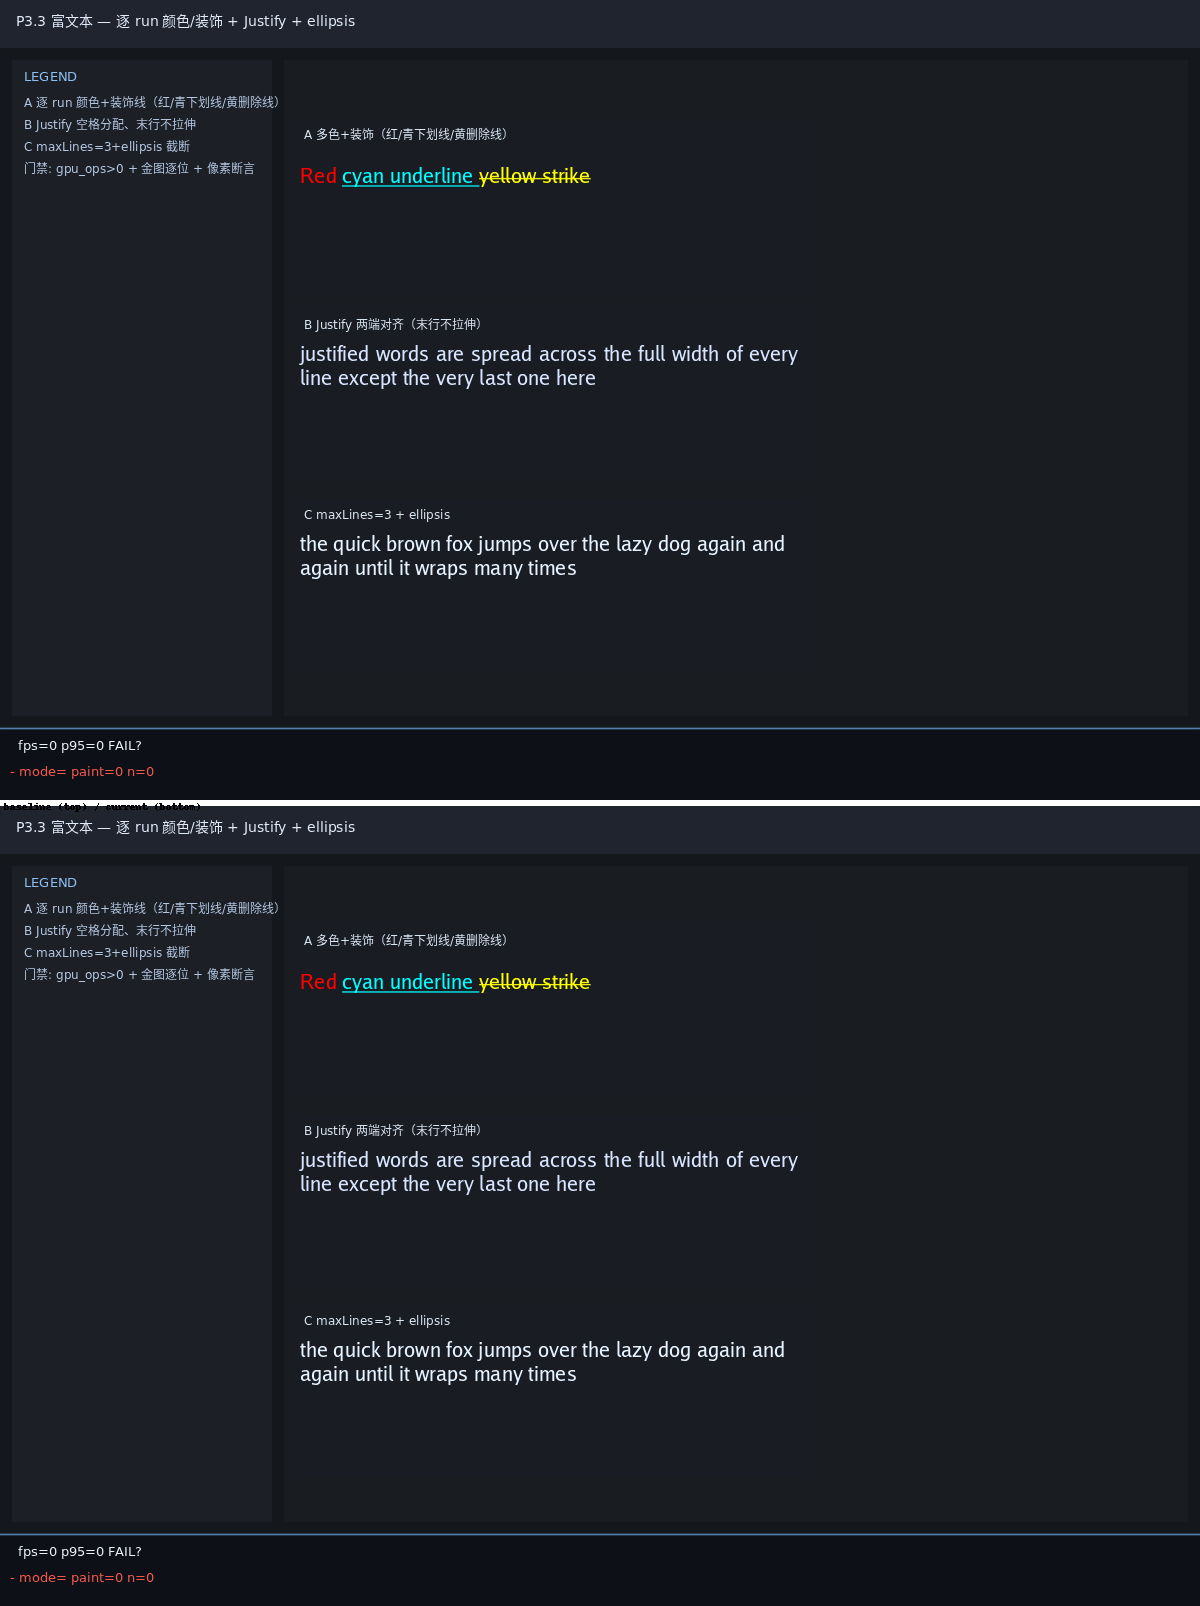 P3.3 富文本 — 逐 run 颜色/装饰 + Justify + ellipsis
LEGEND
A 逐 run 颜色+装饰线（红/青下划线/黄删除线）
B Justify 空格分配、末行不拉伸
C maxLines=3+ellipsis 截断
门禁: gpu_ops>0 + 金图逐位 + 像素断言
A 多色+装饰（红/青下划线/黄删除线）
Red cyan underline yellow strike
B Justify 两端对齐（末行不拉伸）
justified words are spread across the full width of every
line except the very last one here
C maxLines=3 + ellipsis
the quick brown fox jumps over the lazy dog again and
again until it wraps many times
fps=0 p95=0 FAIL?
- mode= paint=0 n=0
baseline (top) / current (bottom)
P3.3 富文本 — 逐 run 颜色/装饰 + Justify + ellipsis
LEGEND
A 逐 run 颜色+装饰线（红/青下划线/黄删除线）
B Justify 空格分配、末行不拉伸
C maxLines=3+ellipsis 截断
门禁: gpu_ops>0 + 金图逐位 + 像素断言
A 多色+装饰（红/青下划线/黄删除线）
Red cyan underline yellow strike
B Justify 两端对齐（末行不拉伸）
justified words are spread across the full width of every
line except the very last one here
C maxLines=3 + ellipsis
the quick brown fox jumps over the lazy dog again and
again until it wraps many times
fps=0 p95=0 FAIL?
- mode= paint=0 n=0